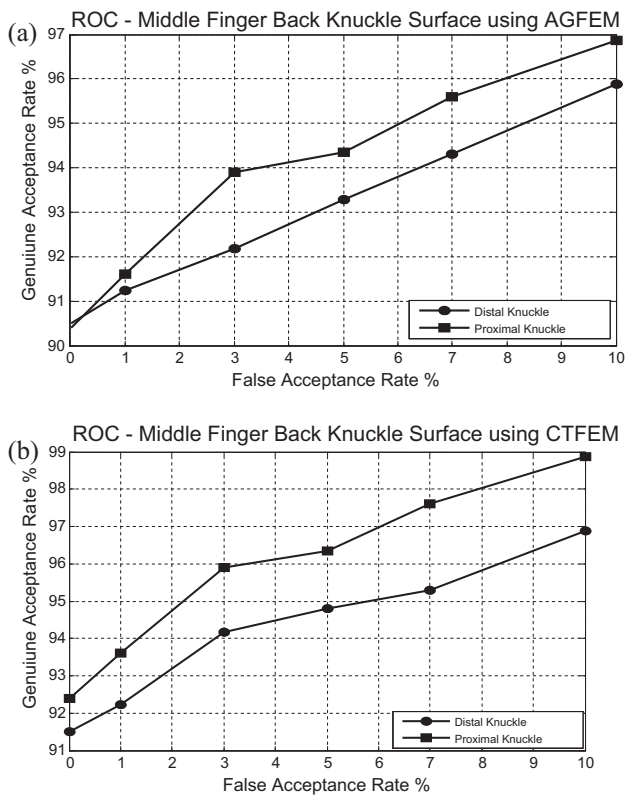 (a)
ROC - Middle Finger Back Knuckle Surface using AGFEM
97
96
95
94
93
92
91
90
Genuiune Acceptance Rate %
0 1 2 3 4 5 6 7 8 9 10
False Acceptance Rate %
Distal Knuckle
Proximal Knuckle
(b)
ROC - Middle Finger Back Knuckle Surface using CTFEM
99
98
97
96
95
94
93
92
91
Genuiune Acceptance Rate %
0 1 2 3 4 5 6 7 8 9 10
False Acceptance Rate %
Distal Knuckle
Proximal Knuckle